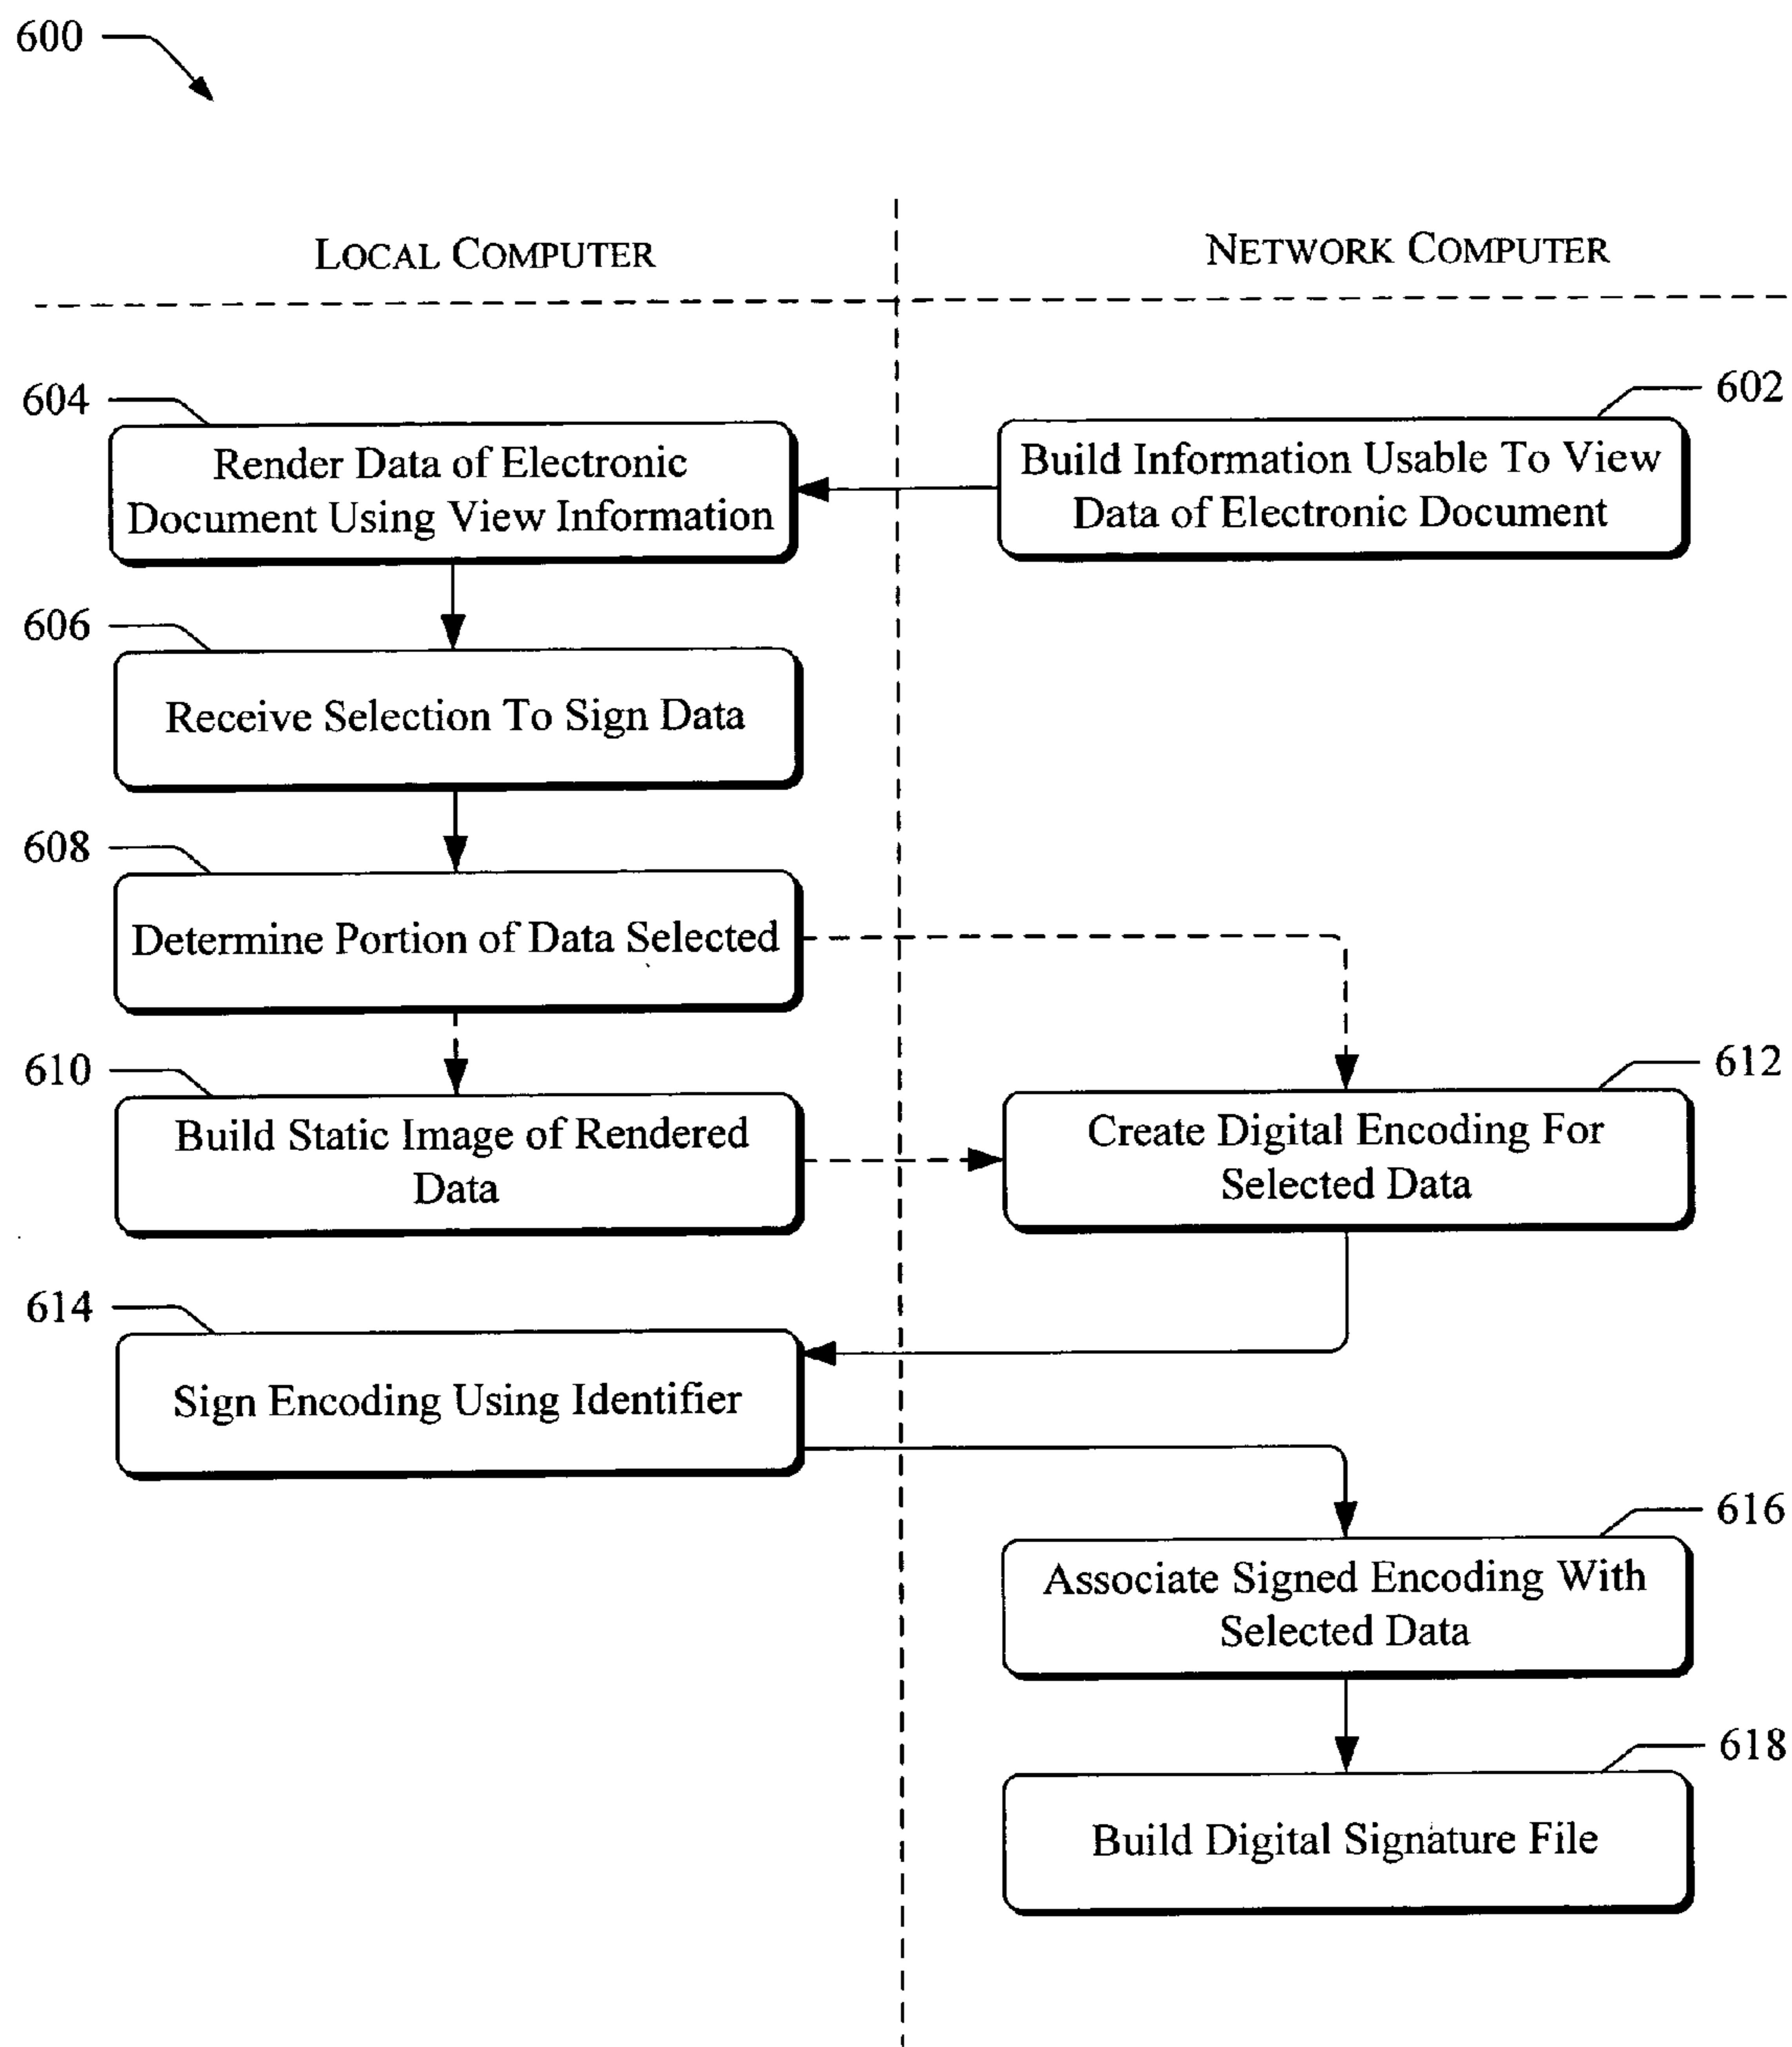 600
LOCAL COMPUTER
NETWORK COMPUTER
604
602
Render Data of Electronic
Document Using View Information
Build Information Usable To View
Data of Electronic Document
606
Receive Selection To Sign Data
608
Determine Portion of Data Selected
610
612
Build Static Image of Rendered
Data
Create Digital Encoding For
Selected Data
614
Sign Encoding Using Identifier
616
Associate Signed Encoding With
Selected Data
618
Build Digital Signature File